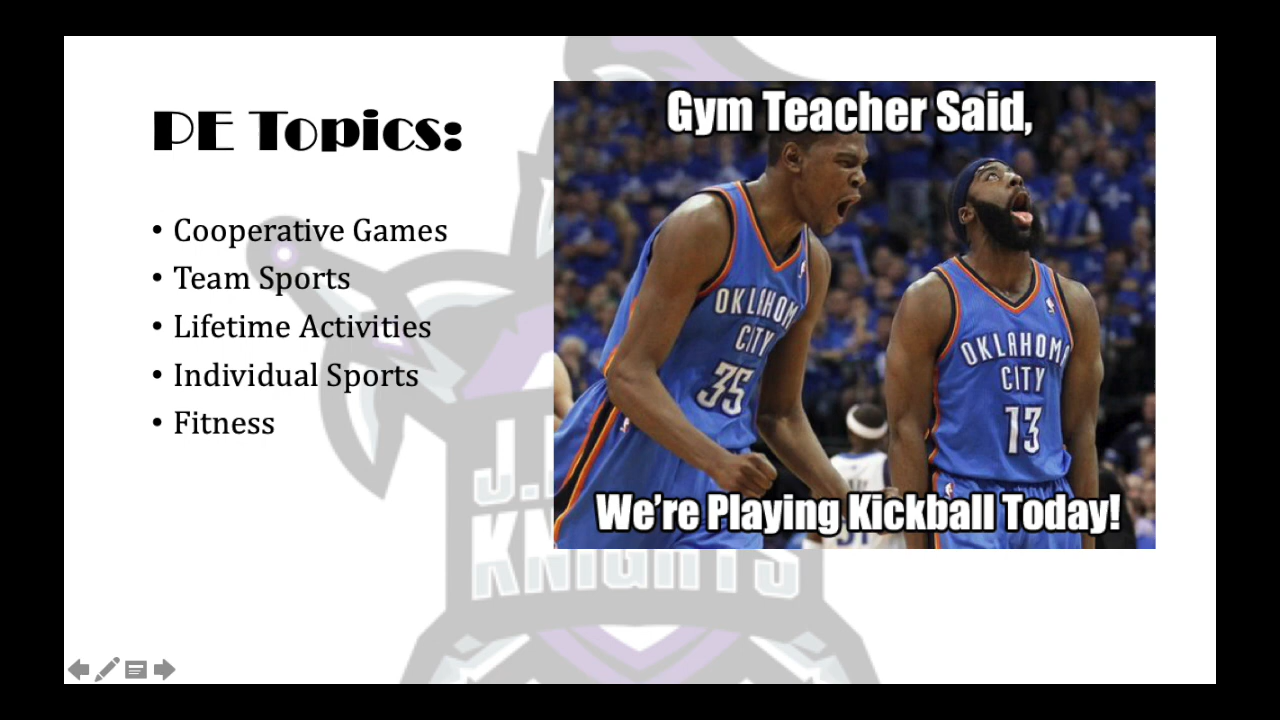 PE Topics:
• Cooperative Games
• Team Sports
• Lifetime Activities
• Individual Sports
• Fitness
Gym Teacher Said,
OKLAHOMA
CITY
35
OKLAHOMA
CITY
13
We're Playing Kickball Today!
KNIGHTS